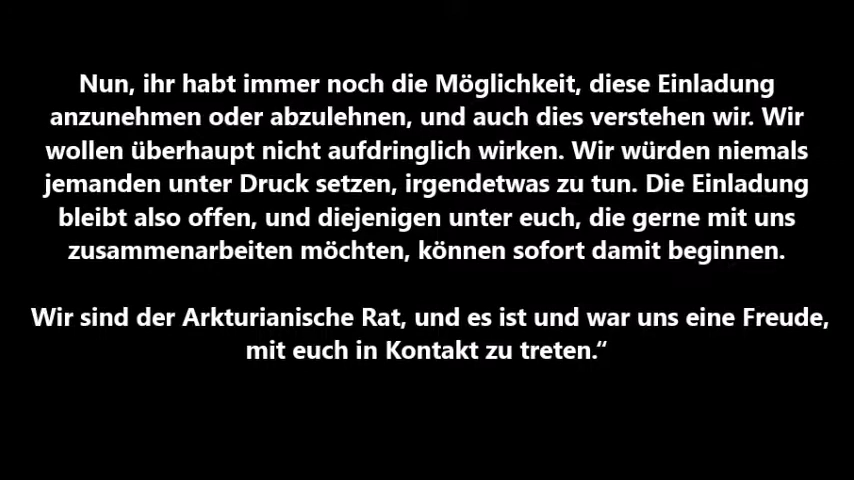 Nun, ihr habt immer noch die Möglichkeit, diese Einladung
anzunehmen oder abzulehnen, und auch dies verstehen wir. Wir
wollen überhaupt nicht aufdringlich wirken. Wir würden niemals
jemanden unter Druck setzen, irgendetwas zu tun. Die Einladung
bleibt also offen, und diejenigen unter euch, die gerne mit uns
zusammenarbeiten möchten, können sofort damit beginnen.
Wir sind der Arkturianische Rat, und es ist und war uns eine Freude,
mit euch in Kontakt zu treten.“